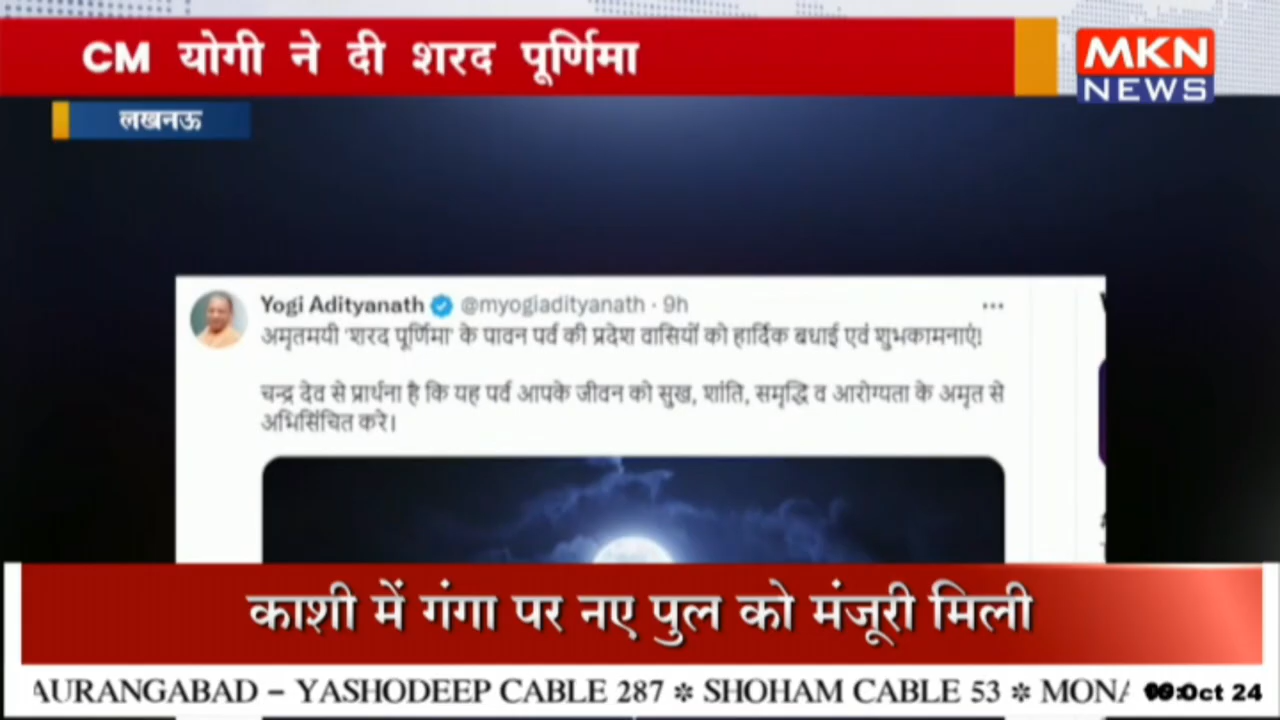 CM योगी ने दी शरद पूर्णिमा
MKN
NEWS
लखनऊ
Yogi Adityanath @myogiadityanath · 9h
अमृतमयी 'शरद पूर्णिमा' के पावन पर्व की प्रदेश वासियों को हार्दिक बधाई एवं शुभकामनाएं!
चन्द्र देव से प्रार्थना है कि यह पर्व आपके जीवन को सुख, शांति, समृद्धि व आरोग्यता के अमृत से
अभिसिंचित करे।
काशी में गंगा पर नए पुल को मंजूरी मिली
AURANGABAD – YASHODEEP CABLE 287 ✻ SHOHAM CABLE 53 ✻ MONA
Oct 24